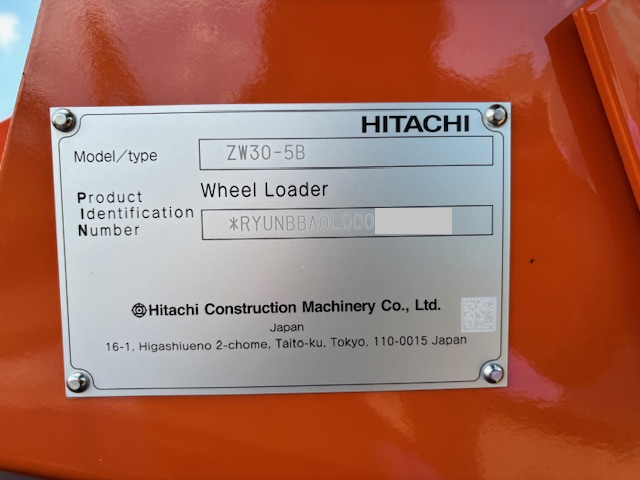 HITACHI
Model/type ZW30-5B
Wheel Loader
Product
Identification
Number
*RYUNBBA0L000
Hitachi Construction Machinery Co., Ltd.
Japan
16-1, Higashiueno 2-chome, Taito-ku, Tokyo, 110-0015 Japan